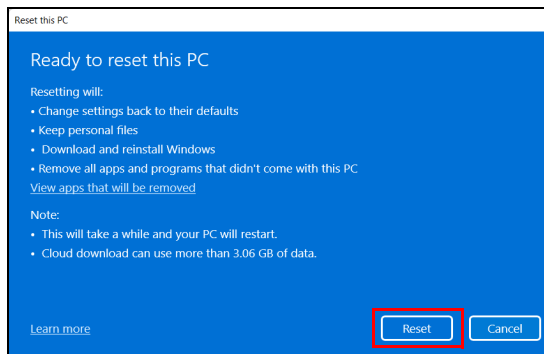 Reset this PC
Ready to reset this PC
Resetting will:
• Change settings back to their defaults
• Keep personal files
• Download and reinstall Windows
• Remove all apps and programs that didn't come with this PC
View apps that will be removed
Note:
• This will take a while and your PC will restart.
• Cloud download can use more than 3.06 GB of data.
Learn more
Reset
Cancel